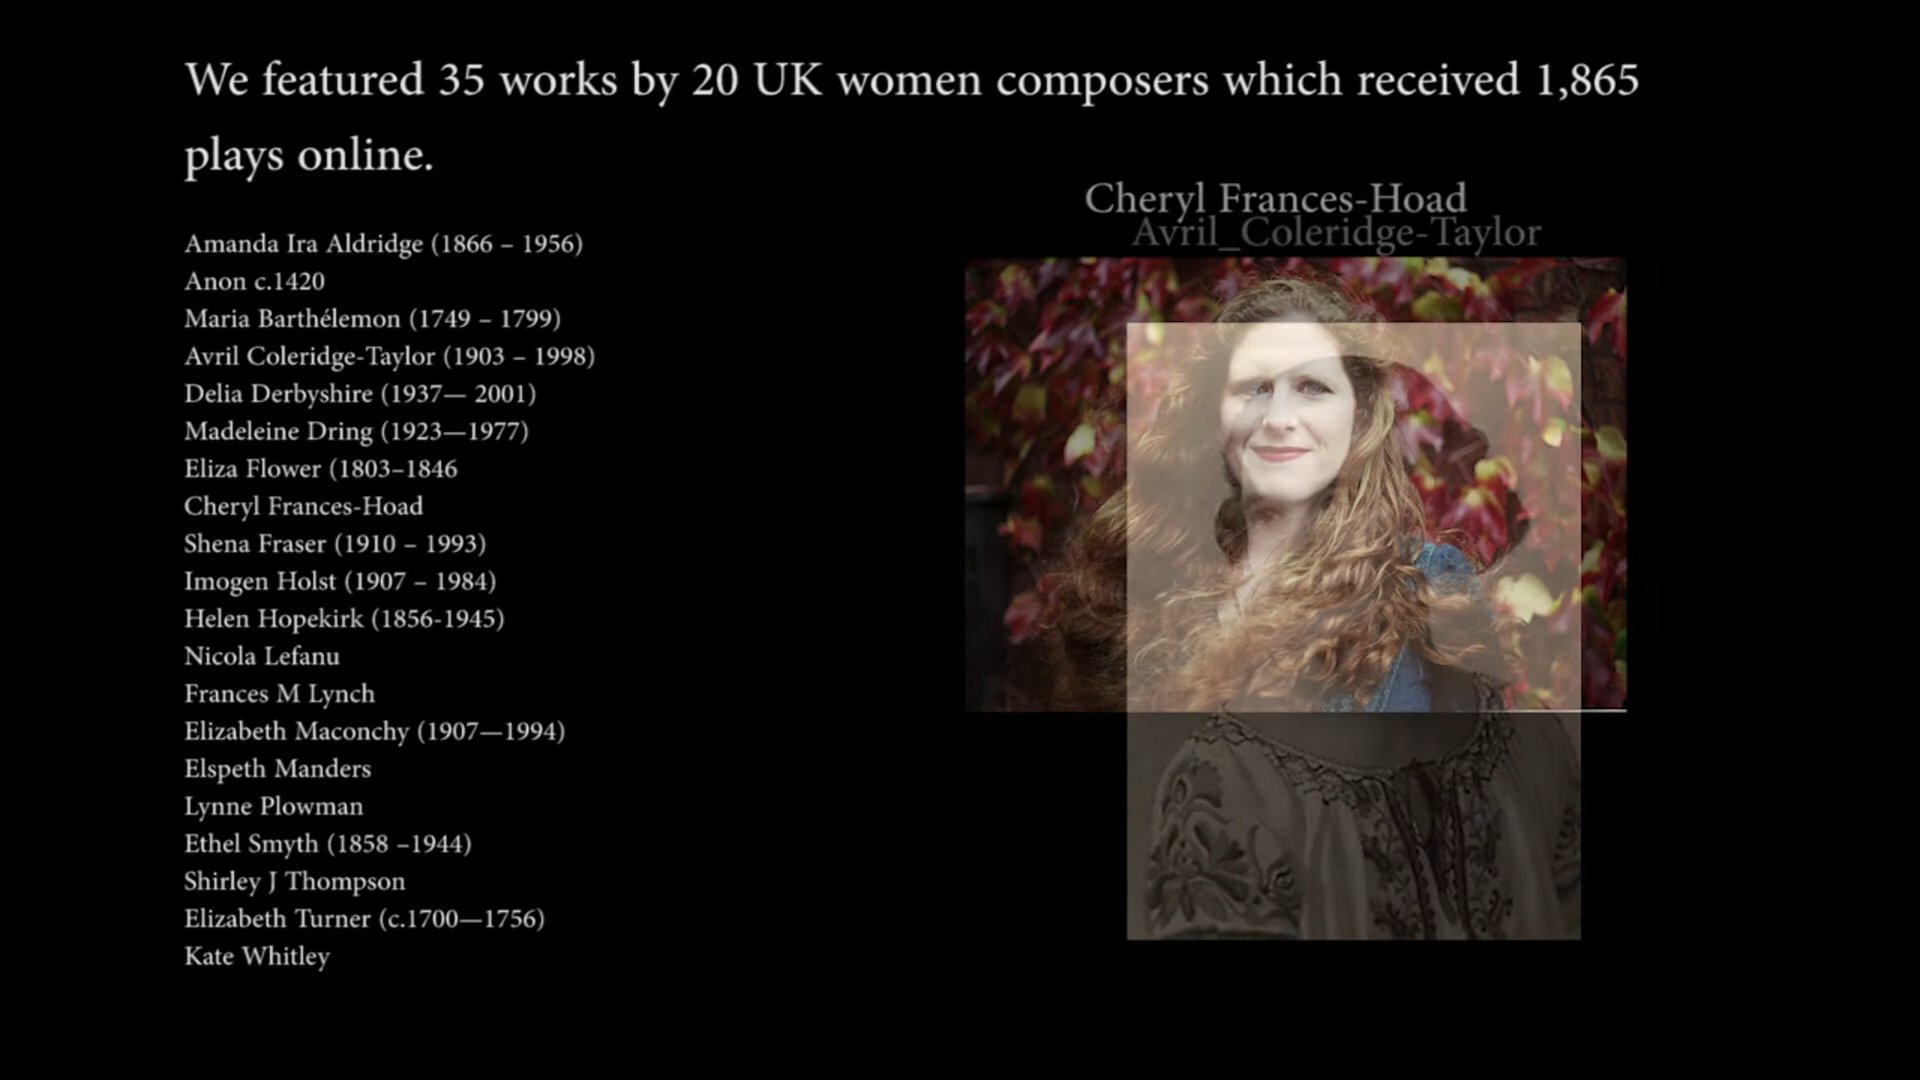 We featured 35 works by 20 UK women composers which received 1,865
plays online.
Amanda Ira Aldridge (1866 – 1956)
Anon c.1420
Maria Barthélemon (1749 – 1799)
Avril Coleridge-Taylor (1903 – 1998)
Delia Derbyshire (1937— 2001)
Madeleine Dring (1923—1977)
Eliza Flower (1803–1846
Cheryl Frances-Hoad
Shena Fraser (1910 – 1993)
Imogen Holst (1907 – 1984)
Helen Hopekirk (1856-1945)
Nicola Lefanu
Frances M Lynch
Elizabeth Maconchy (1907—1994)
Elspeth Manders
Lynne Plowman
Ethel Smyth (1858 –1944)
Shirley J Thompson
Elizabeth Turner (c.1700—1756)
Kate Whitley
Cheryl Frances-Hoad
Avril_Coleridge-Taylor